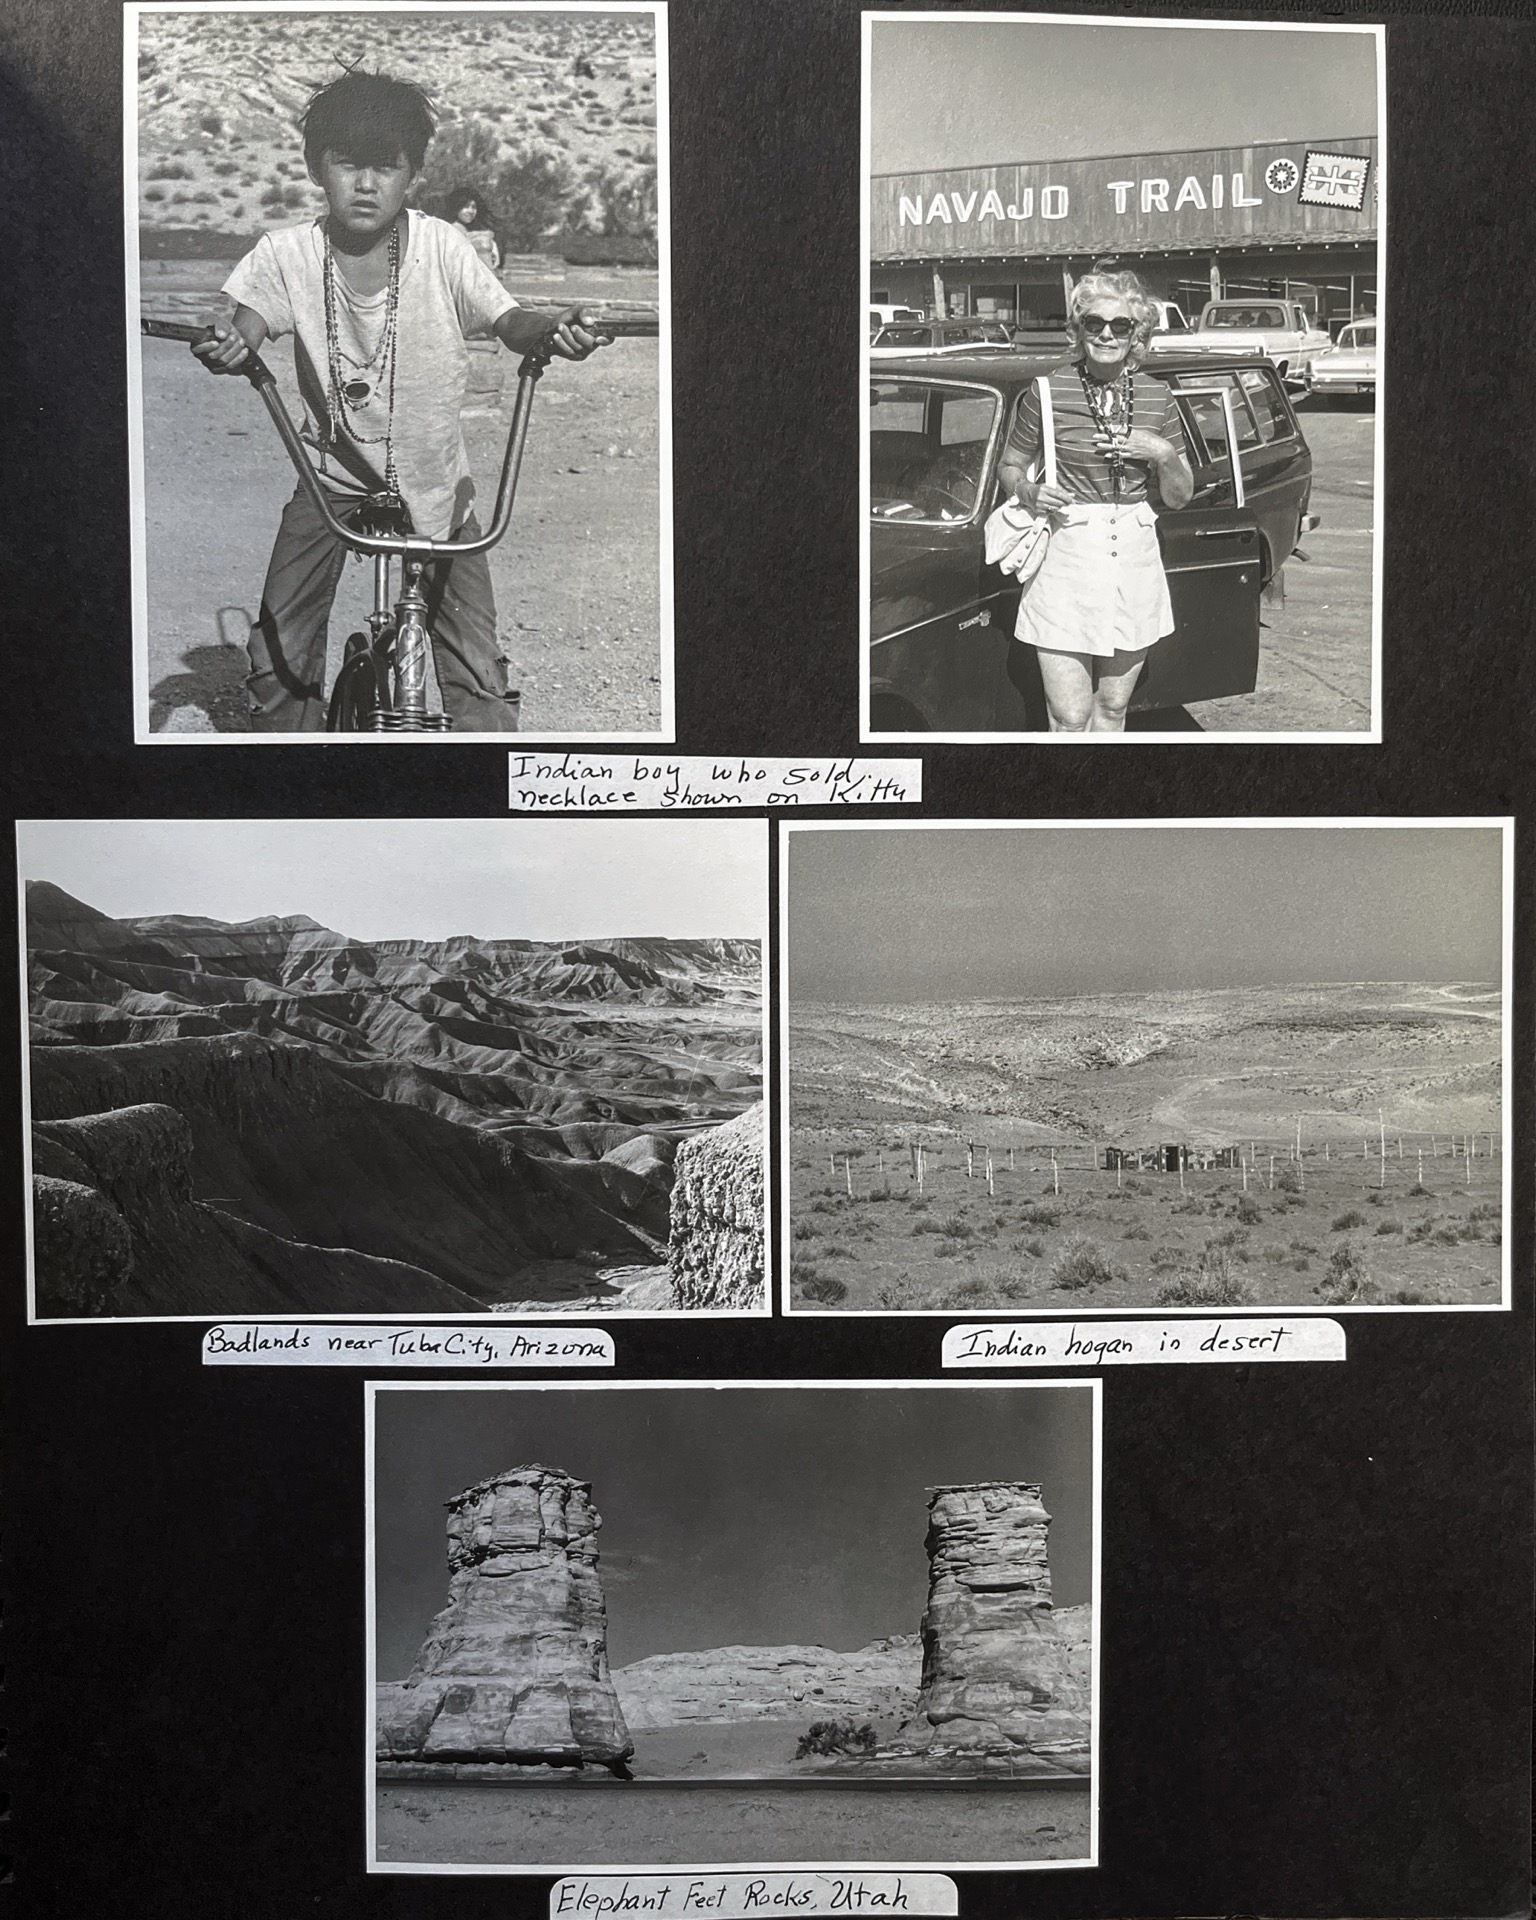 NAVAJO TRAIL
Indian boy who sold
necklace shown on Kitty
Badlands near Tuba City, Arizona
Indian hogan in desert
Elephant Feet Rocks, Utah